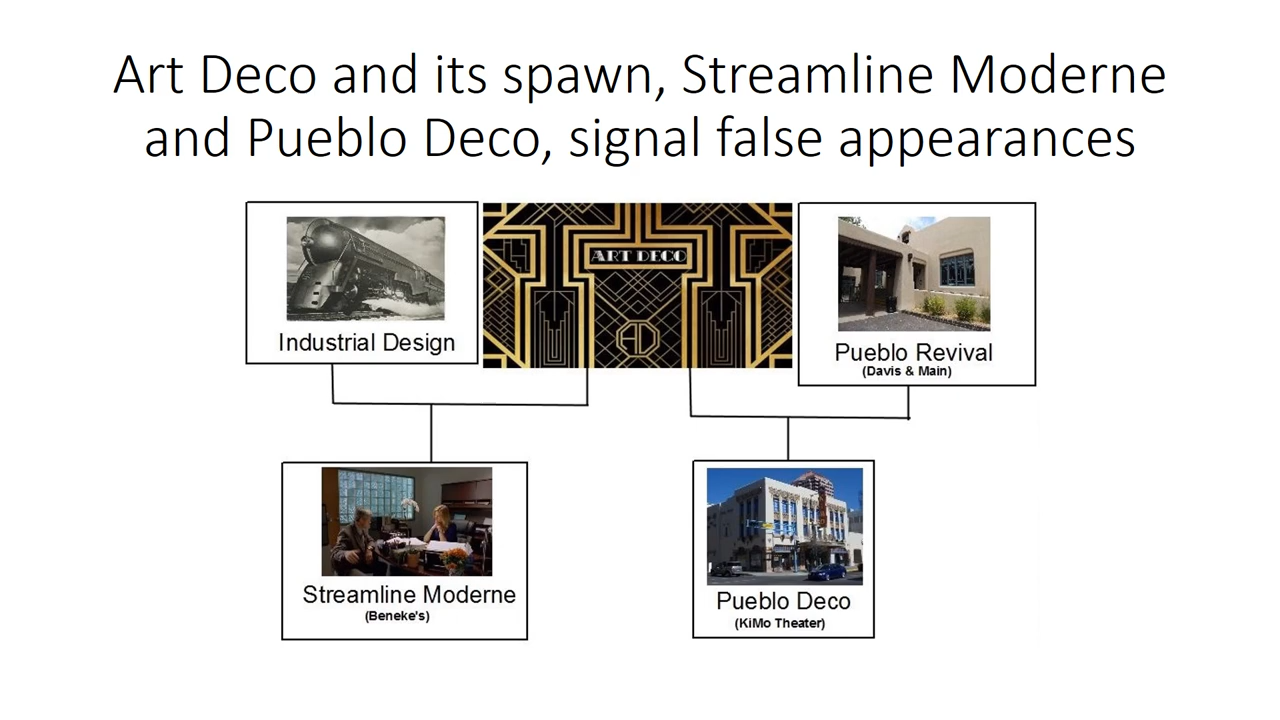 Art Deco and its spawn, Streamline Moderne
and Pueblo Deco, signal false appearances
Industrial Design
ART DECO
AD
Pueblo Revival
(Davis & Main)
Streamline Moderne
(Beneke's)
Pueblo Deco
(KiMo Theater)